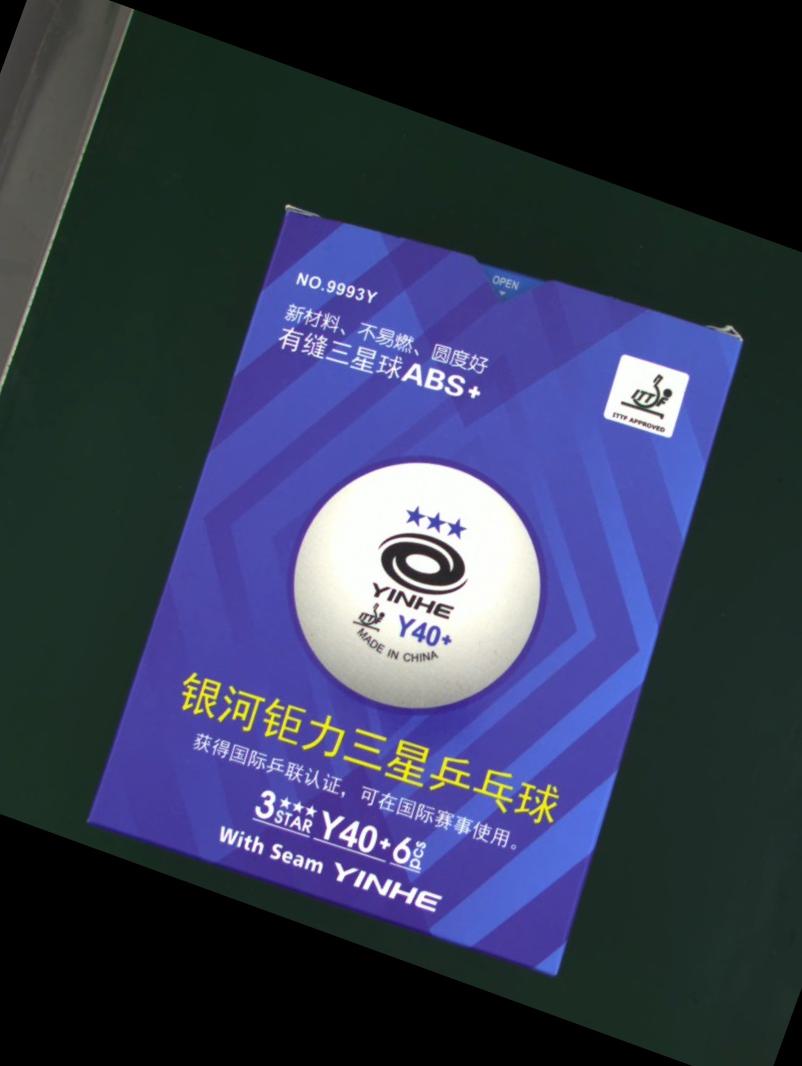 OPEN
NO.9993Y
新材料、不易燃、圆度好
有缝三星球ABS+
ITTF
ITTF APPROVED
YINHE
ITTF Y40+
MADE IN CHINA
银河钜力三星乒乓球
获得国际乒联认证，可在国际赛事使用。
3★★★STAR Y40+6PCS
With Seam YINHE